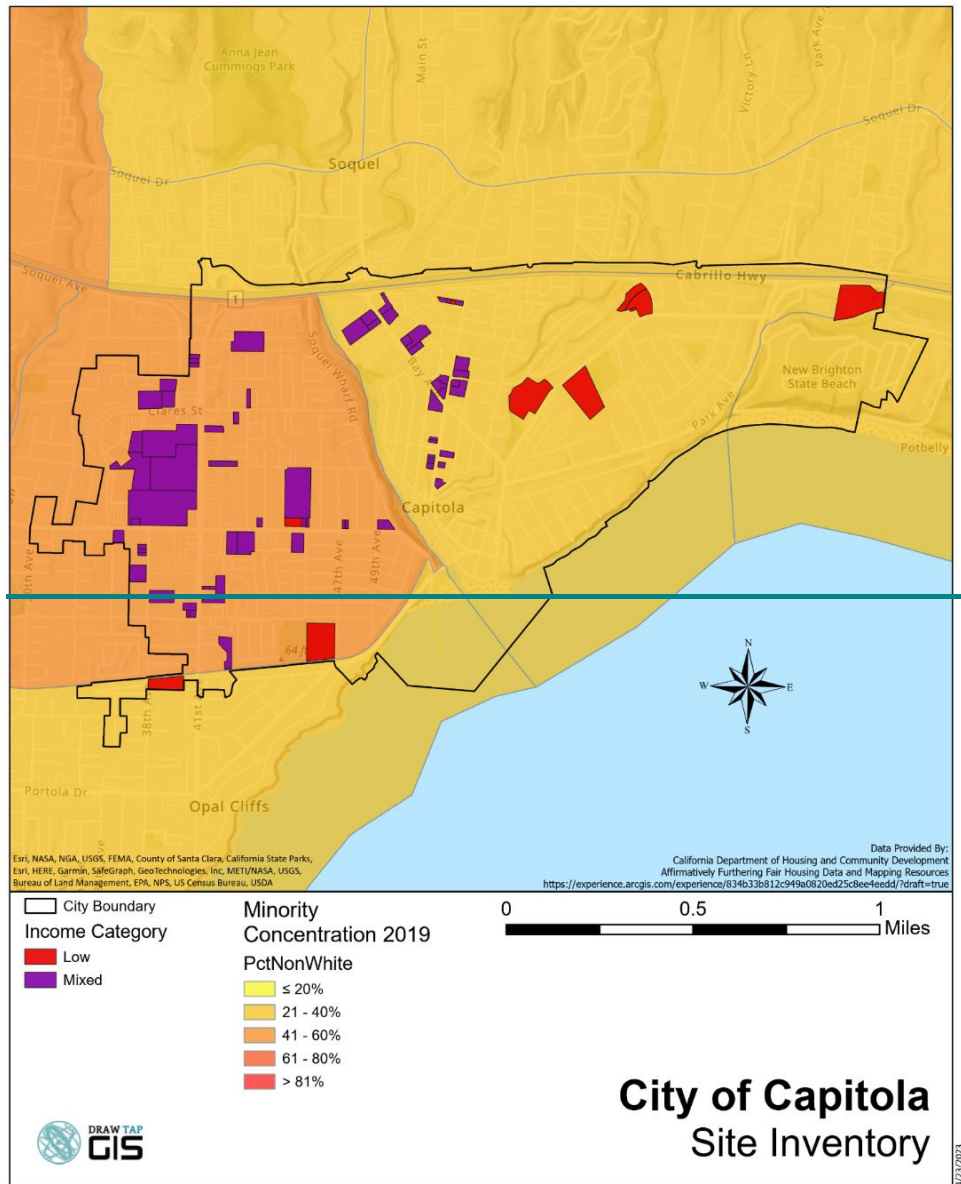 Anna Jean
Cummings Park
Main St
Victory Ln
Park Ave
Soquel Dr
Soquel
Soquel Dr
Soquel Ave
1
Cabrillo Hwy
Soquel Wharf Rd
Bay
New Brighton
State Beach
Clares St
Park Ave
Potbelly
Capitola
30th Ave
47th Ave
49th Ave
64 ft
38th
41st
Portola Dr
Opal Cliffs
N
W
E
S
Esri, NASA, NGA, USGS, FEMA, County of Santa Clara, California State Parks,
Esri, HERE, Garmin, SafeGraph, GeoTechnologies, Inc, METI/NASA, USGS,
Bureau of Land Management, EPA, NPS, US Census Bureau, USDA
Data Provided By:
California Department of Housing and Community Development
Affirmatively Furthering Fair Housing Data and Mapping Resources
https://experience.arcgis.com/experience/834b33b812c949a0820ed25c8ee4eedd/?draft=true
City Boundary
Income Category
Low
Mixed
Minority
Concentration 2019
PctNonWhite
≤ 20%
21 - 40%
41 - 60%
61 - 80%
> 81%
0 0.5 1
Miles
City of Capitola
Site Inventory
DRAW TAP
GIS